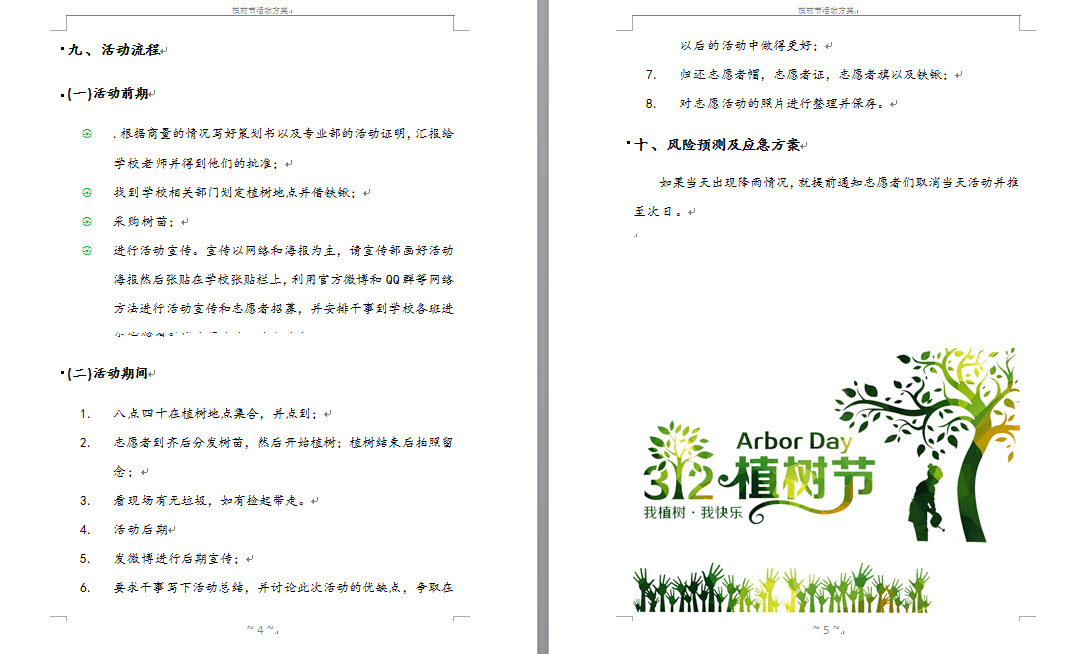 植树节活动方案
九、活动流程
(一)活动前期
.根据商量的情况写好策划书以及专业部的活动证明,汇报给
学校老师并得到他们的批准;
找到学校相关部门划定植树地点并借铁锹;
采购树苗;
进行活动宣传。宣传以网络和海报为主，请宣传部画好活动
海报然后张贴在学校张贴栏上,利用官方微博和QQ群等网络
方法进行活动宣传和志愿者招募，并安排干事到学校各班进
(二)活动期间
1. 八点四十在植树地点集合，并点到;
2. 志愿者到齐后分发树苗，然后开始植树;植树结束后拍照留
念;
3. 看现场有无垃圾，如有捡起带走。
4. 活动后期
5. 发微博进行后期宣传;
6. 要求干事写下活动总结，并讨论此次活动的优缺点，争取在
~ 4 ~
植树节活动方案
以后的活动中做得更好;
7. 归还志愿者帽，志愿者证，志愿者旗以及铁锹;
8. 对志愿活动的照片进行整理并保存。
十、风险预测及应急方案
如果当天出现降雨情况,就提前通知志愿者们取消当天活动并推
至次日。
Arbor Day
312 植树节
我植树·我快乐
~ 5 ~